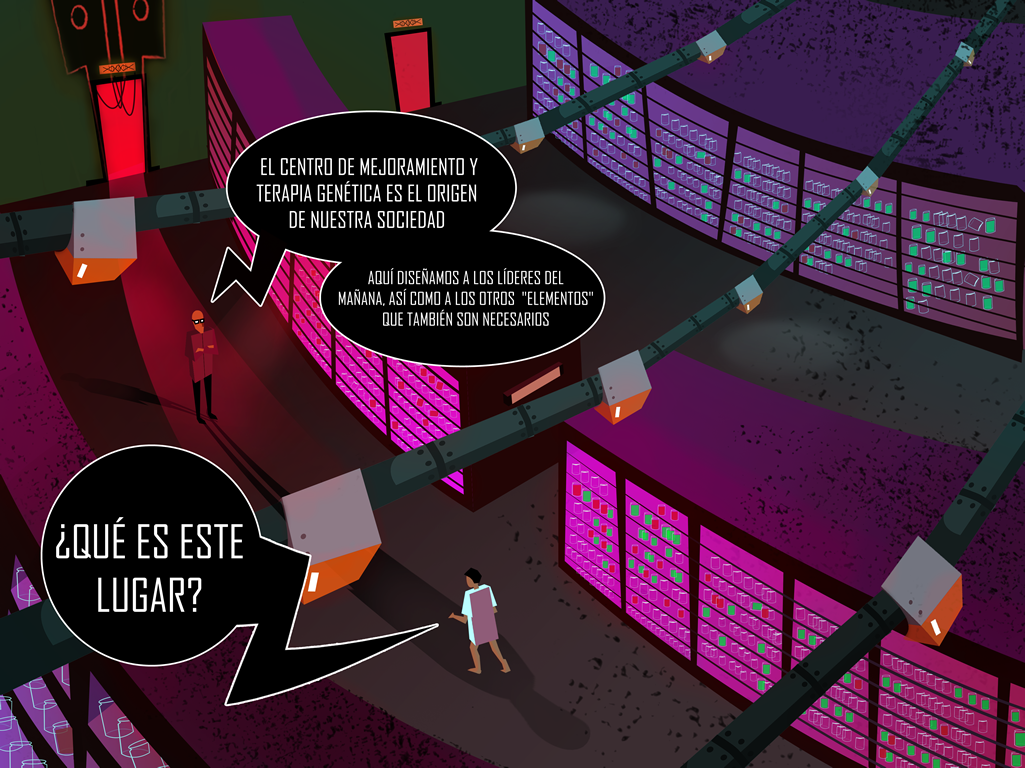 EL CENTRO DE MEJORAMIENTO Y
TERAPIA GENÉTICA ES EL ORIGEN
DE NUESTRA SOCIEDAD
AQUÍ DISEÑAMOS A LOS LÍDERES DEL
MAÑANA, ASÍ COMO A LOS OTROS "ELEMENTOS"
QUE TAMBIÉN SON NECESARIOS
¿QUÉ ES ESTE
LUGAR?